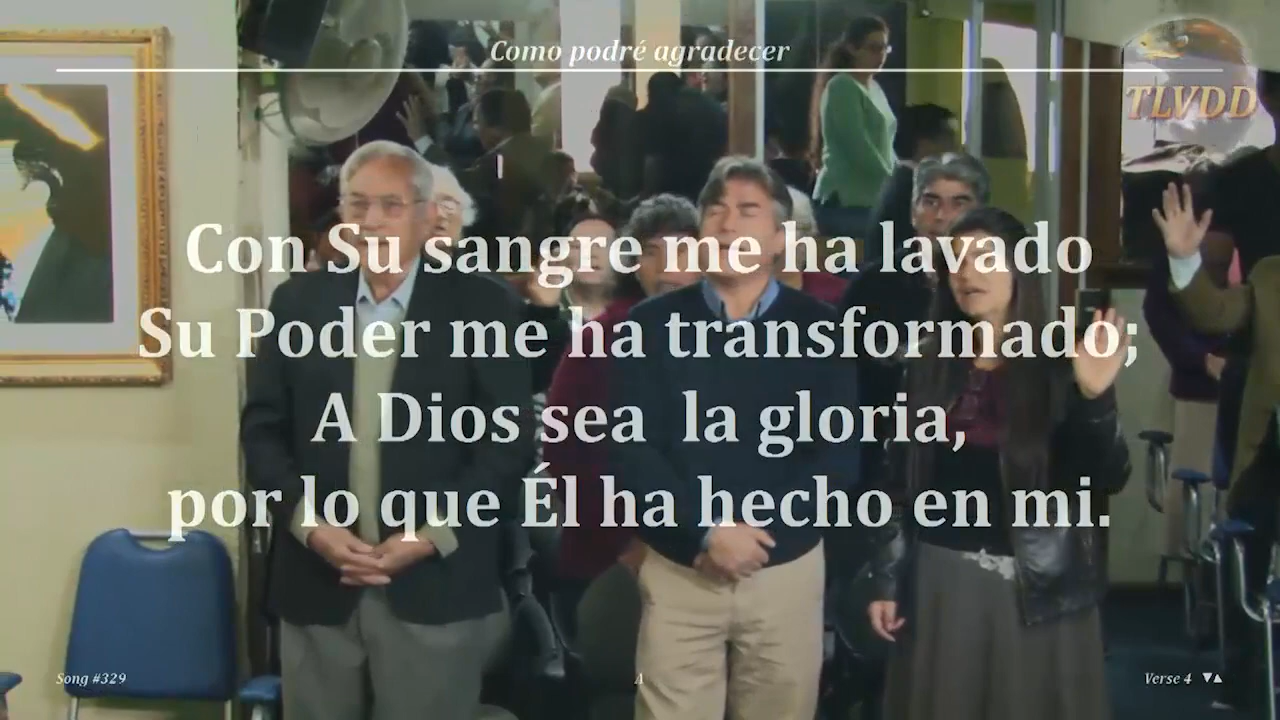 Como podré agradecer
TLVDD
Con Su sangre me ha lavado
Su Poder me ha transformado;
A Dios sea  la gloria,
por lo que Él ha hecho en mi.
Song #329
A
Verse 4 ▼▲